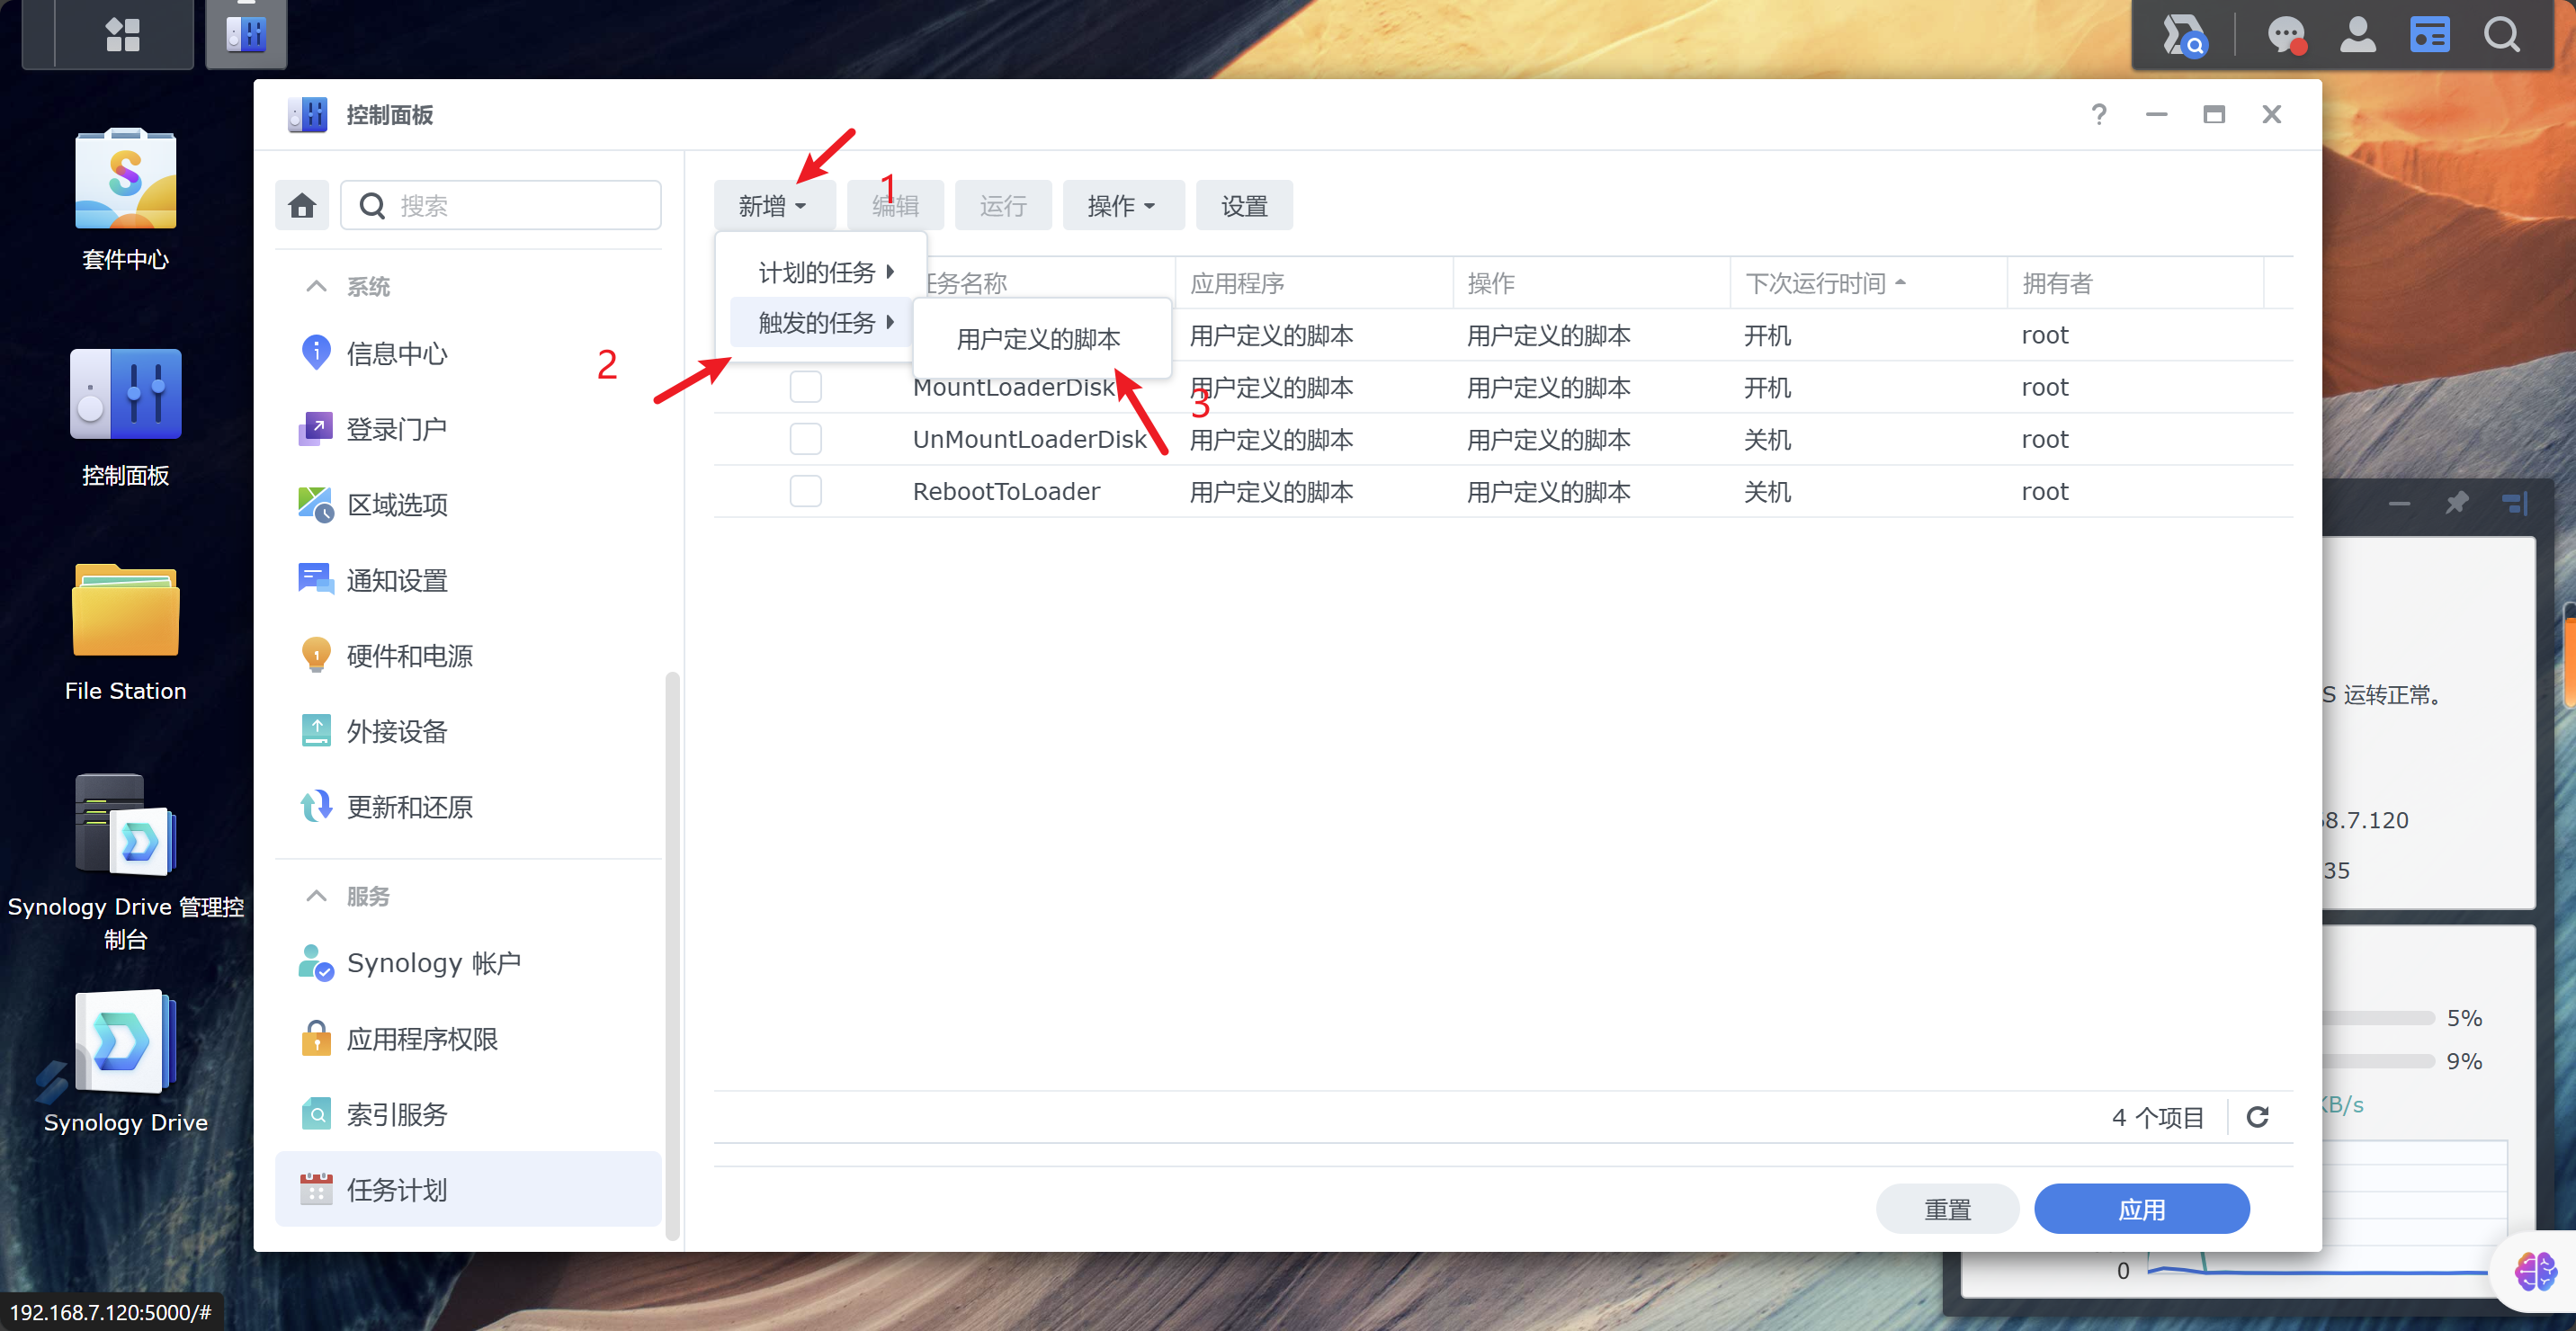 控制面板
搜索
新增
编辑
运行
操作
设置
1
计划的任务
触发的任务
用户定义的脚本
2
3
任务名称
应用程序
操作
下次运行时间
拥有者
用户定义的脚本
用户定义的脚本
开机
root
MountLoaderDisk
用户定义的脚本
用户定义的脚本
开机
root
UnMountLoaderDisk
用户定义的脚本
用户定义的脚本
关机
root
RebootToLoader
用户定义的脚本
用户定义的脚本
关机
root
系统
信息中心
登录门户
区域选项
通知设置
硬件和电源
外接设备
更新和还原
服务
Synology 帐户
应用程序权限
索引服务
任务计划
4 个项目
重置
应用
套件中心
控制面板
File Station
Synology Drive 管理控
制台
Synology Drive
S 运转正常。
8.7.120
35
5%
9%
KB/s
0
192.168.7.120:5000/#